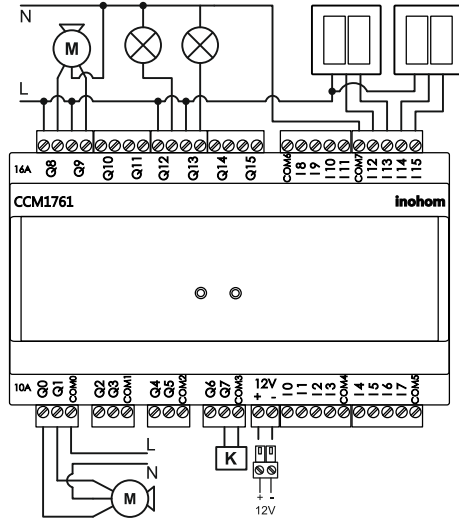 N
M
L
Q8 Q9 Q10 Q11 Q12 Q13 Q14 Q15 COM6 I8 I9 I10 I11 COM7 I12 I13 I14 I15
16A
CCM1761 inohom
10A
Q0 Q1 COM0 Q2 Q3 COM1 Q4 Q5 COM2 Q6 Q7 COM3 12V + - I0 I1 I2 I3 COM4 I4 I5 I6 I7 COM5
L
K
N
M
+ -
12V